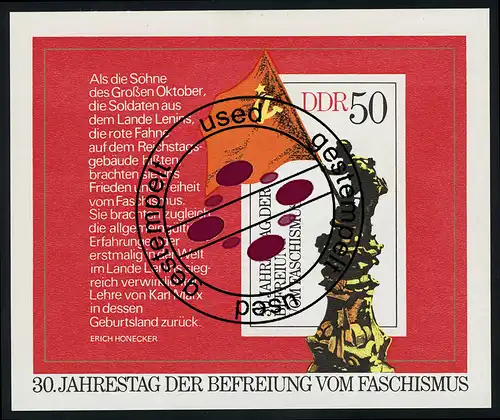 Als die Söhne
des Großen Oktober,
die Soldaten aus
dem Lande Lenins,
die rote Fahne
auf dem Reichstags-
gebäude hißten,
brachten sie uns
Frieden und Freiheit
vom Faschismus.
Sie brachten zugleich
die allgemeingültigen
Erfahrungen der
erstmalig in der Welt
im Lande Lenins sieg-
reich verwirklichten
Lehre von Karl Marx
in dessen
Geburtsland zurück.
ERICH HONECKER
DDR 50
30. JAHRESTAG DER
BEFREIUNG
VOM FASCHISMUS
used
gestempelt
used
gestempelt
30. JAHRESTAG DER BEFREIUNG VOM FASCHISMUS